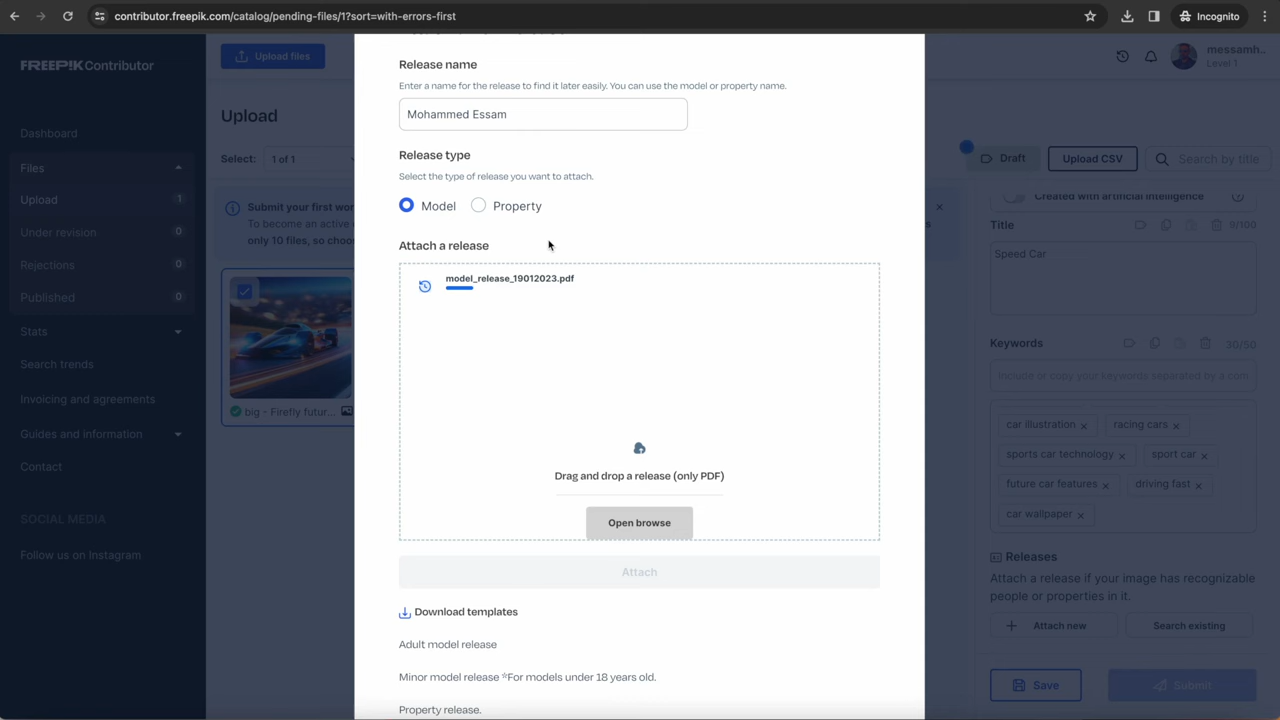 contributor.freepik.com/catalog/pending-files/1?sort=with-errors-first
Incognito
FREEPIK Contributor
Upload files
messamh...
Level 1
Dashboard
Files
Upload 1
Under revision 0
Rejections 0
Published 0
Stats
Search trends
Invoicing and agreements
Guides and information
Contact
SOCIAL MEDIA
Follow us on Instagram
Upload
Select: 1 of 1
Submit your first wor
To become an active
only 10 files, so choo
big - Firefly futur...
Release name
Enter a name for the release to find it later easily. You can use the model or property name.
Mohammed Essam
Release type
Select the type of release you want to attach.
Model Property
Attach a release
model_release_19012023.pdf
Drag and drop a release (only PDF)
Open browse
Attach
Download templates
Adult model release
Minor model release *For models under 18 years old.
Property release.
Draft
Upload CSV
Search by title
Created with artificial intelligence
Title 9/100
Speed Car
Keywords 30/50
Include or copy your keywords separated by a com
car illustration x racing cars x
sports car technology x sport car x
future car features x driving fast x
car wallpaper x
Releases
Attach a release if your image has recognizable
people or properties in it.
+ Attach new Search existing
Save Submit